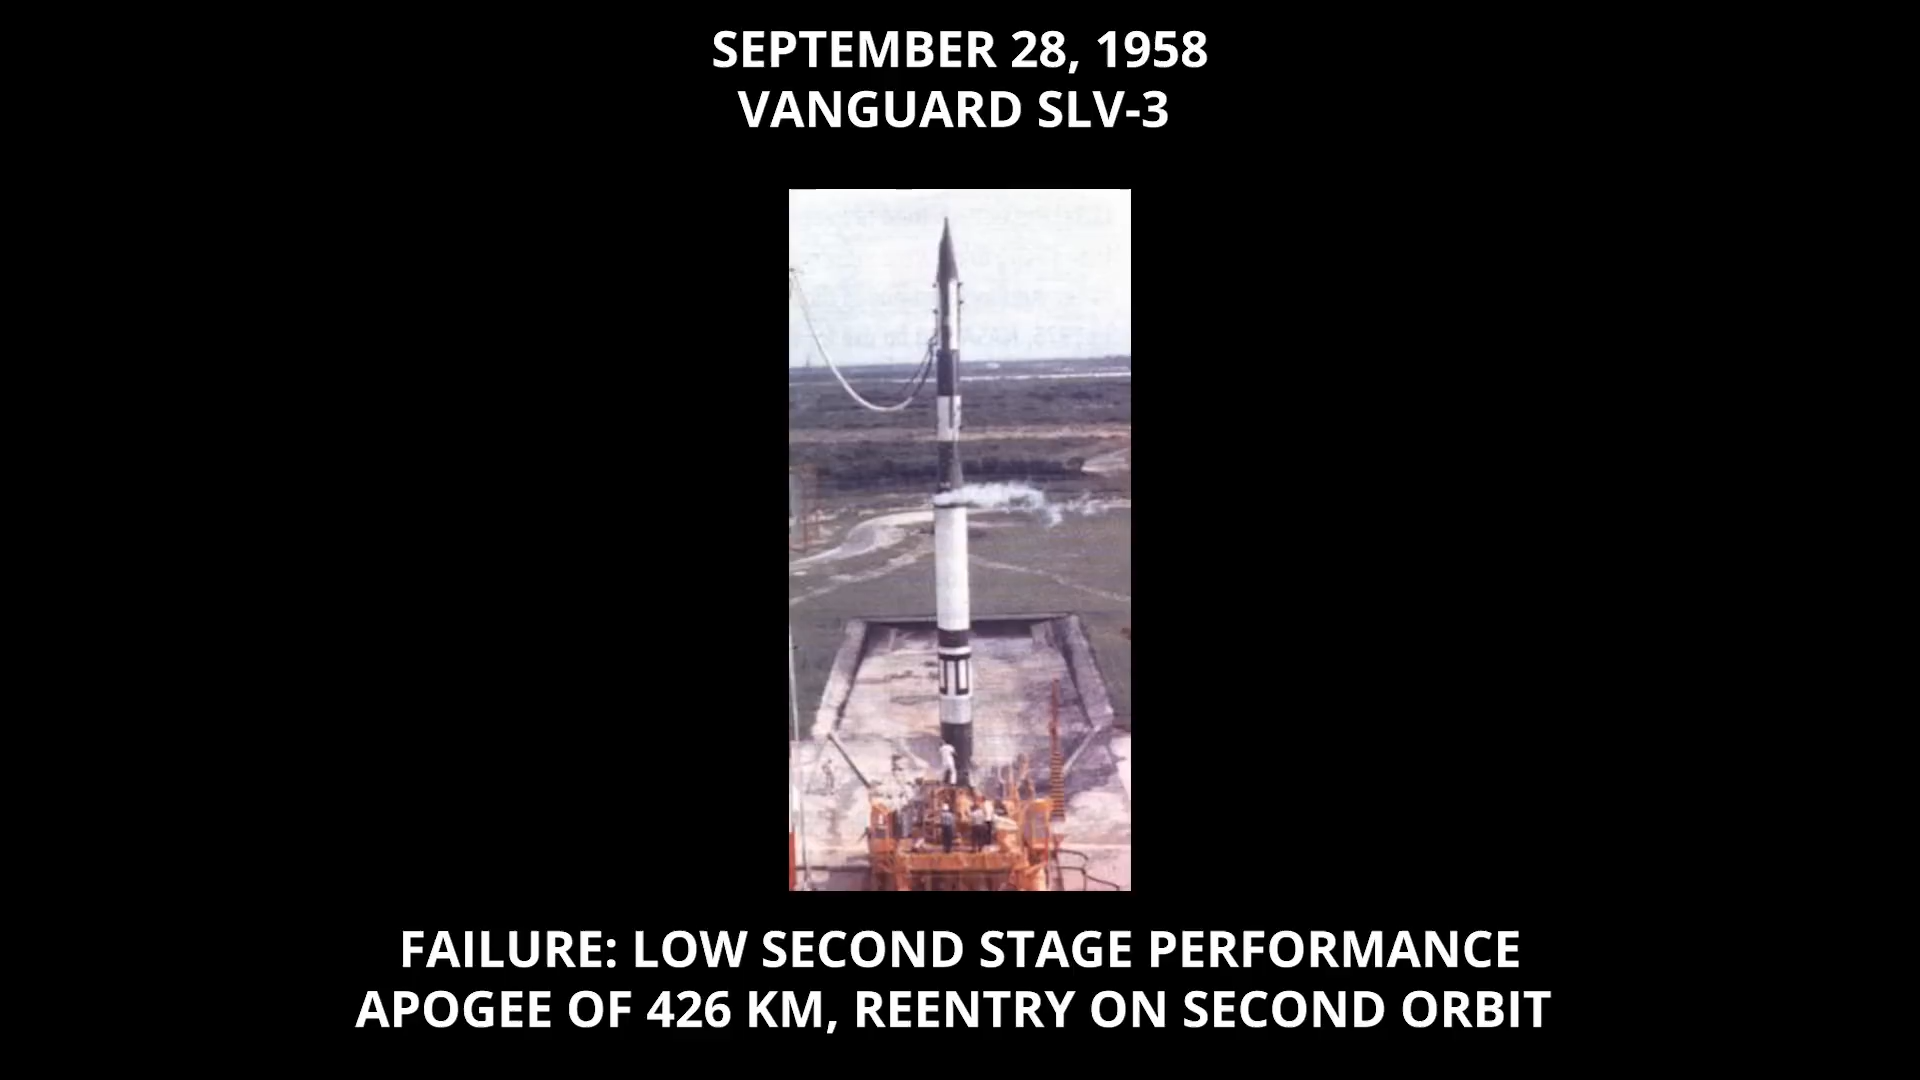 SEPTEMBER 28, 1958
VANGUARD SLV-3
FAILURE: LOW SECOND STAGE PERFORMANCE
APOGEE OF 426 KM, REENTRY ON SECOND ORBIT